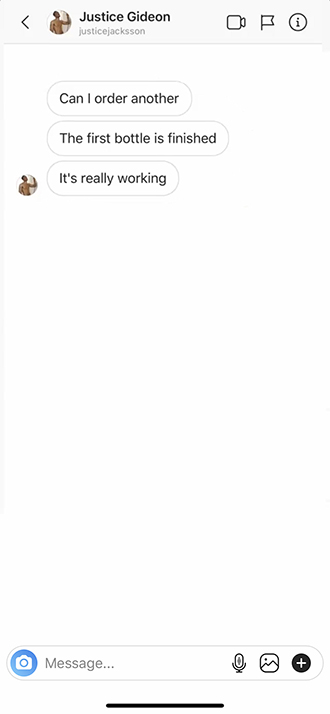 Justice Gideon
justicejacksson
Can I order another
The first bottle is finished
It's really working
Message...